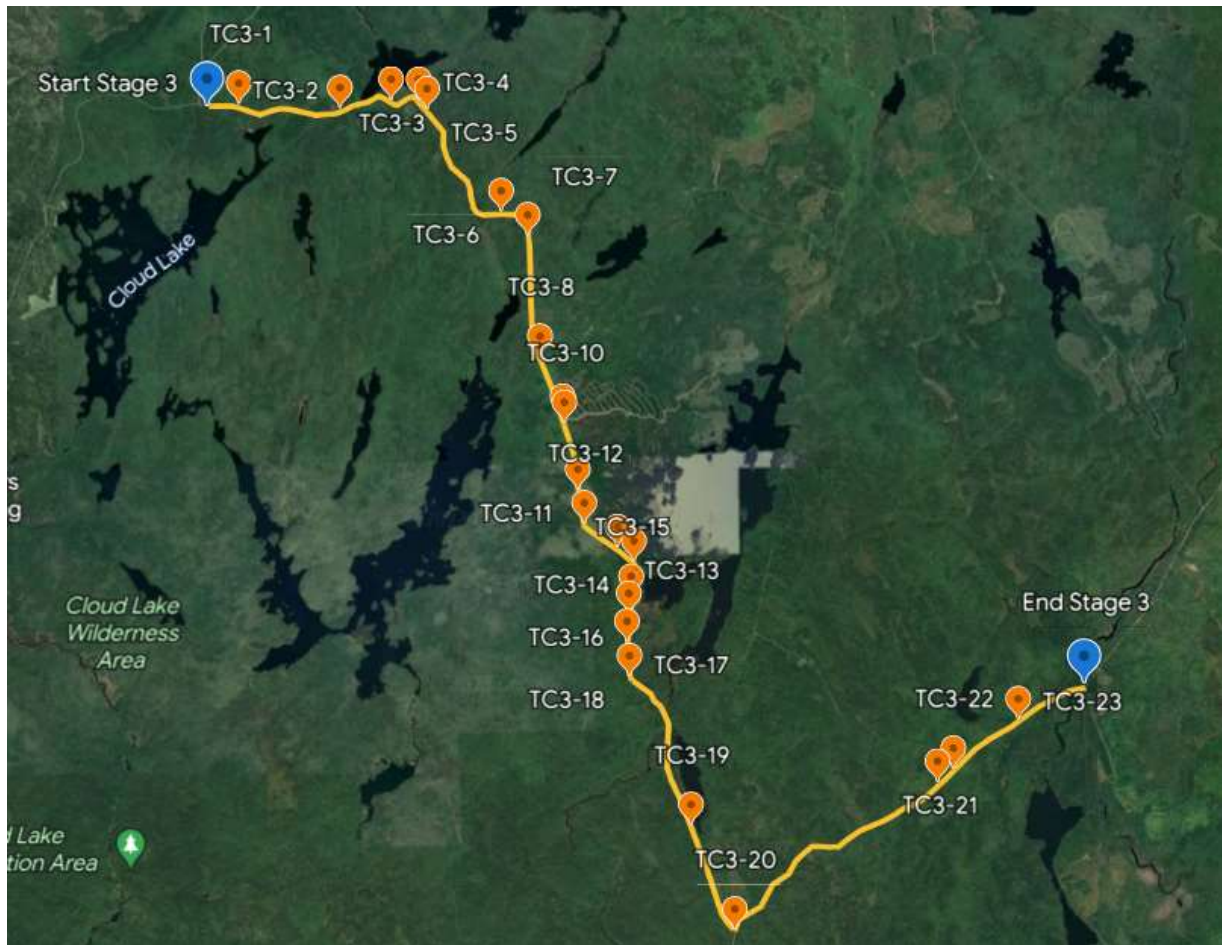 TC3-1
Start Stage 3
TC3-2
TC3-4
TC3-3
TC3-5
TC3-7
TC3-6
Cloud Lake
TC3-8
TC3-10
TC3-12
s
g
TC3-11
TC3-15
TC3-13
TC3-14
Cloud Lake
Wilderness
Area
End Stage 3
TC3-16
TC3-17
TC3-18
TC3-22
TC3-23
TC3-19
TC3-21
d Lake
tion Area
TC3-20